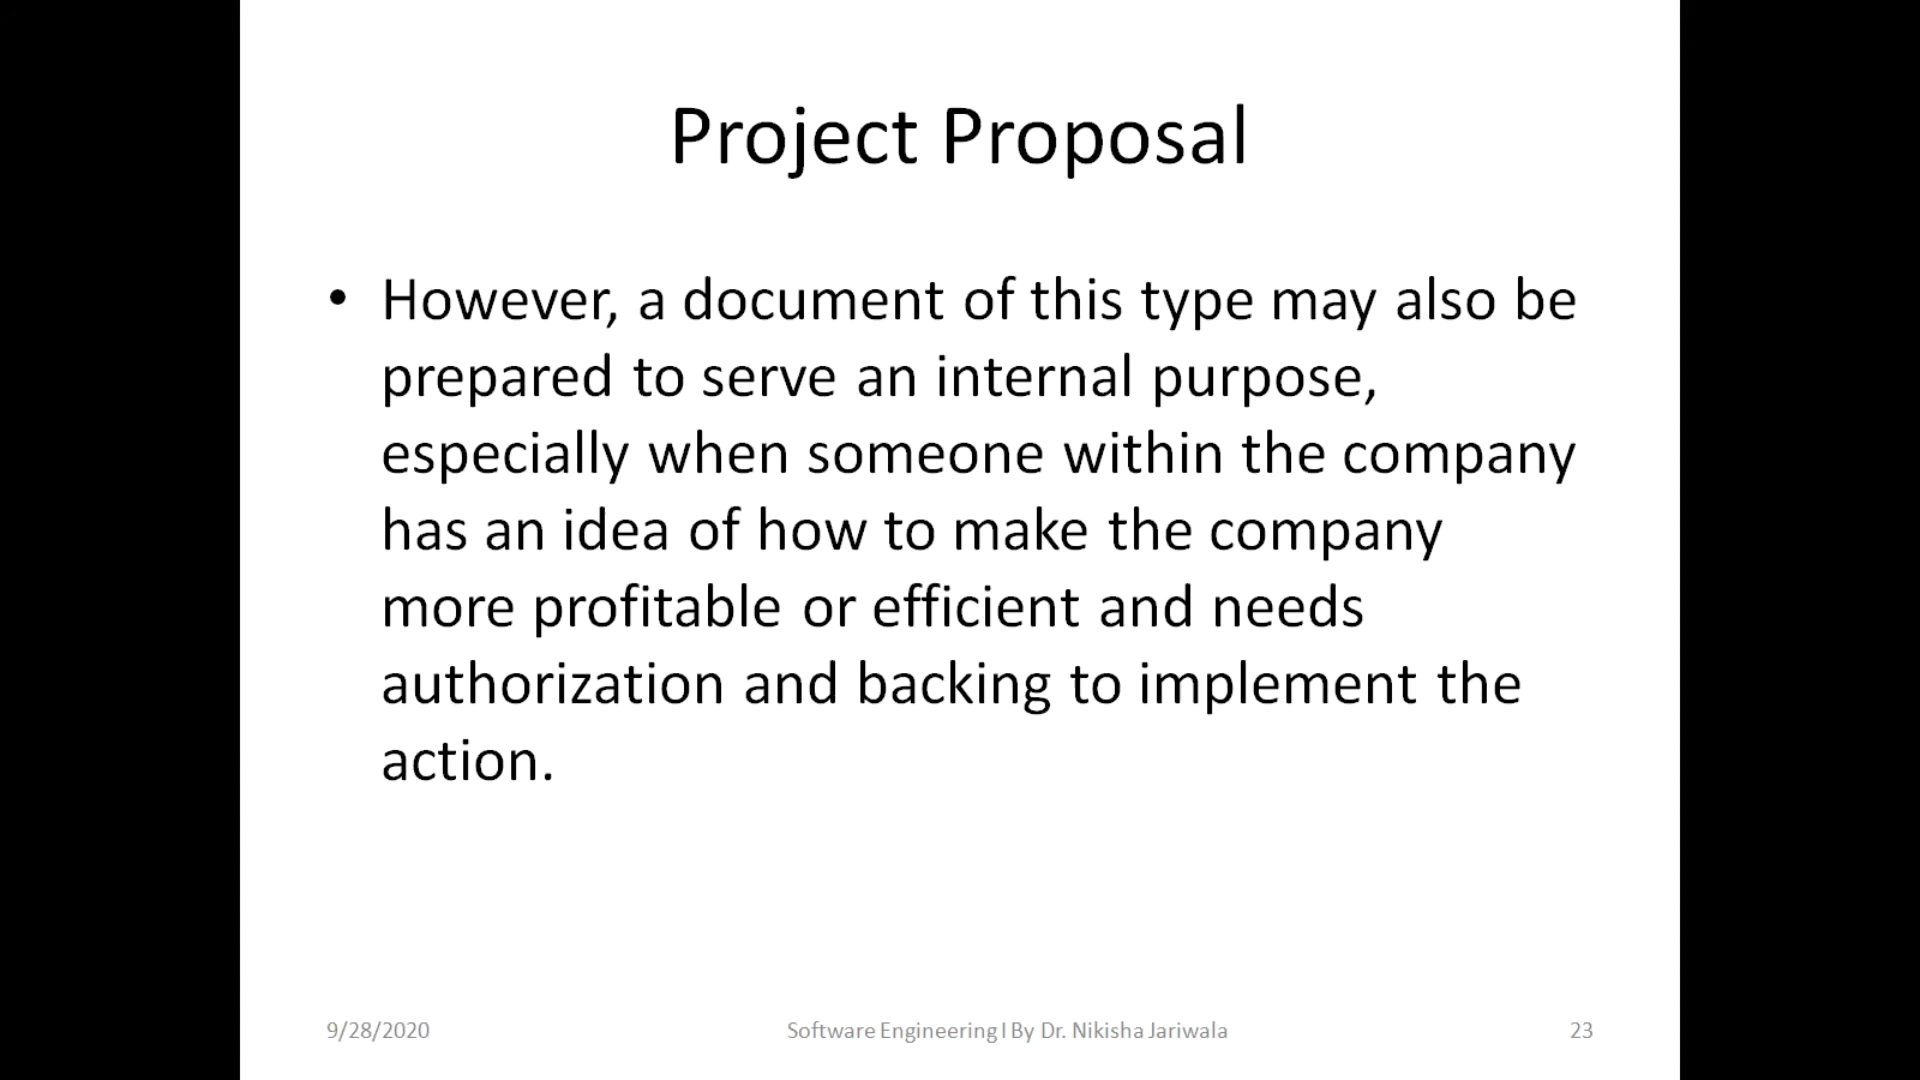 Project Proposal
• However, a document of this type may also be
prepared to serve an internal purpose,
especially when someone within the company
has an idea of how to make the company
more profitable or efficient and needs
authorization and backing to implement the
action.
9/28/2020
Software Engineering I By Dr. Nikisha Jariwala
23